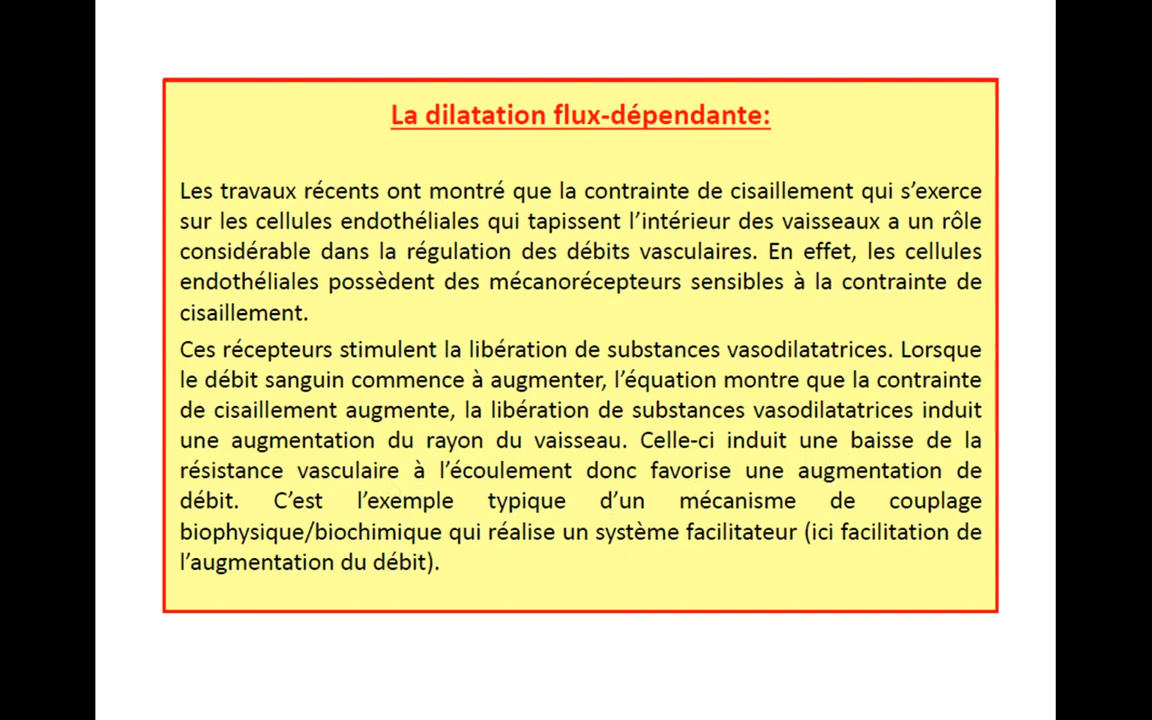 La dilatation flux-dépendante:
Les travaux récents ont montré que la contrainte de cisaillement qui s’exerce
sur les cellules endothéliales qui tapissent l’intérieur des vaisseaux a un rôle
considérable dans la régulation des débits vasculaires. En effet, les cellules
endothéliales possèdent des mécanorécepteurs sensibles à la contrainte de
cisaillement.
Ces récepteurs stimulent la libération de substances vasodilatatrices. Lorsque
le débit sanguin commence à augmenter, l’équation montre que la contrainte
de cisaillement augmente, la libération de substances vasodilatatrices induit
une augmentation du rayon du vaisseau. Celle-ci induit une baisse de la
résistance vasculaire à l’écoulement donc favorise une augmentation de
débit. C’est l’exemple typique d’un mécanisme de couplage
biophysique/biochimique qui réalise un système facilitateur (ici facilitation de
l’augmentation du débit).